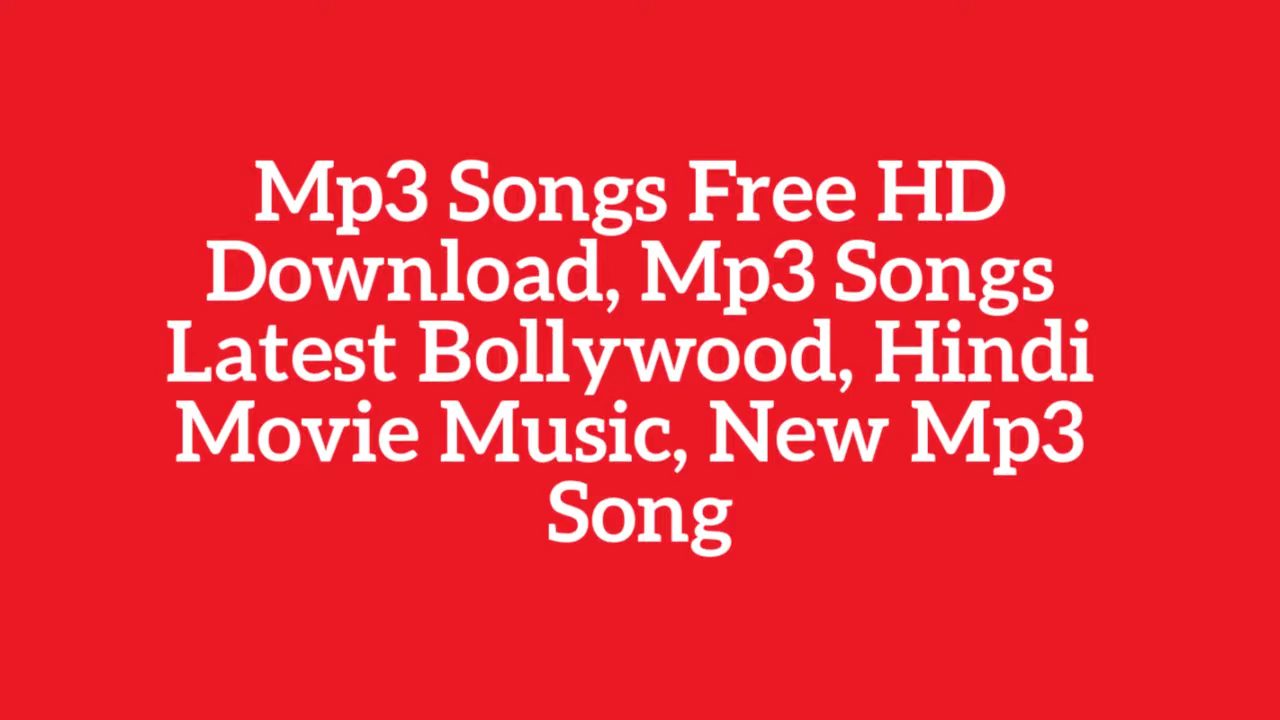 Mp3 Songs Free HD
Download, Mp3 Songs
Latest Bollywood, Hindi
Movie Music, New Mp3
Song